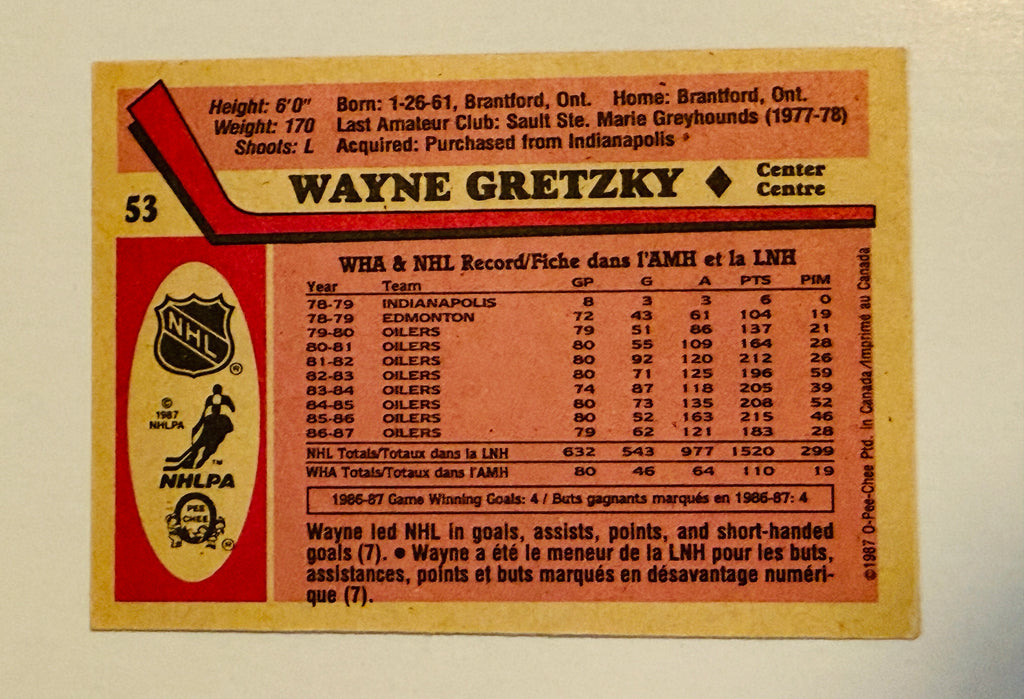 Height: 6'0" Born: 1-26-61, Brantford, Ont. Home: Brantford, Ont.
Weight: 170 Last Amateur Club: Sault Ste. Marie Greyhounds (1977-78)
Shoots: L Acquired: Purchased from Indianapolis
53 WAYNE GRETZKY ♦ Center
Centre
WHA & NHL Record/Fiche dans l'AMH et la LNH
Year Team GP G A PTS PIM
78-79 INDIANAPOLIS 8 3 3 6 0
78-79 EDMONTON 72 43 61 104 19
79-80 OILERS 79 51 86 137 21
80-81 OILERS 80 55 109 164 28
81-82 OILERS 80 92 120 212 26
82-83 OILERS 80 71 125 196 59
83-84 OILERS 74 87 118 205 39
84-85 OILERS 80 73 135 208 52
85-86 OILERS 80 52 163 215 46
86-87 OILERS 79 62 121 183 28
NHL Totals/Totaux dans la LNH 632 543 977 1520 299
WHA Totals/Totaux dans l'AMH 80 46 64 110 19
1986-87 Game Winning Goals: 4 / Buts gagnants marqués en 1986-87: 4
Wayne led NHL in goals, assists, points, and short-handed
goals (7). ● Wayne a été le meneur de la LNH pour les buts,
assistances, points et buts marqués en désavantage numéri-
que (7).
NHL
®
©
1987
NHLPA
TM
NHLPA
O
PEE
CHEE
®
©1987 O-Pee-Chee Ptd. in Canada/Imprimé au Canada